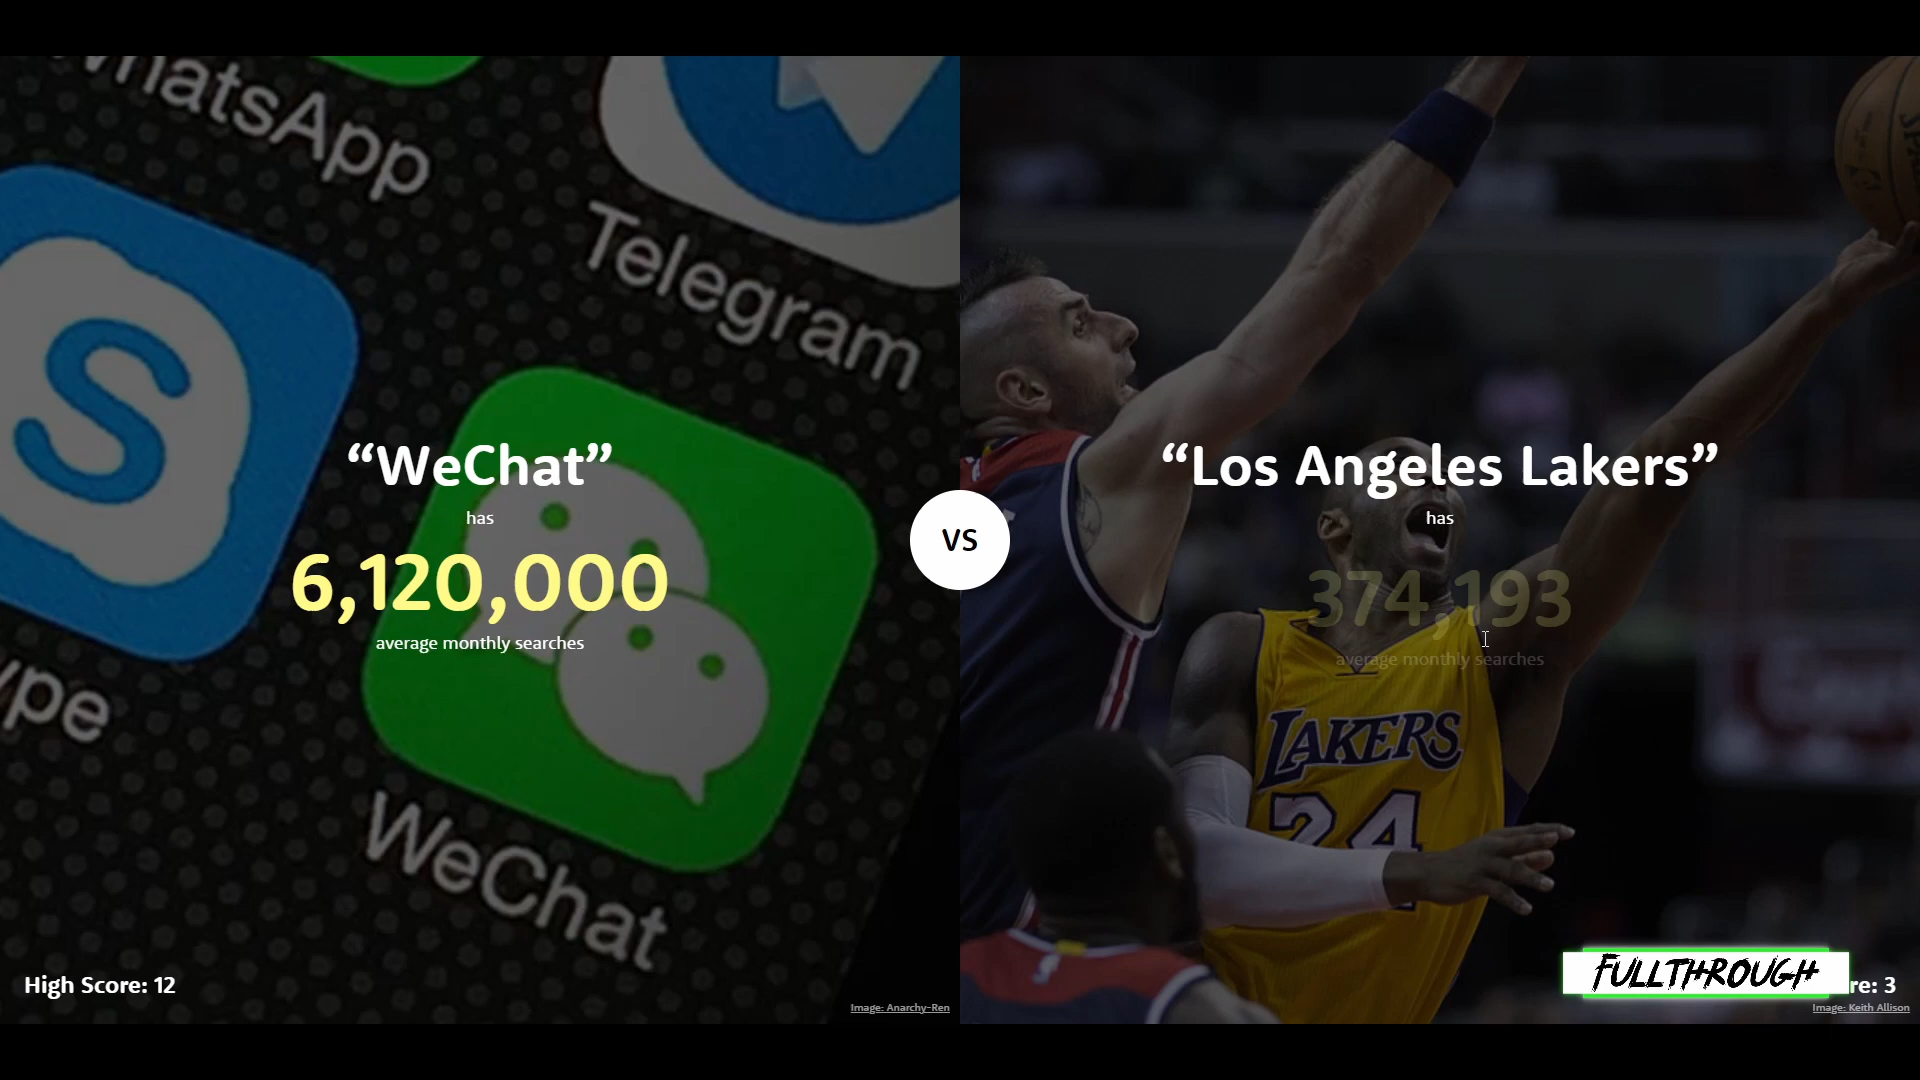 WhatsApp
Telegram
ype
WeChat
“WeChat”
has
6,120,000
average monthly searches
High Score: 12
Image: Anarchy-Ren
VS
“Los Angeles Lakers”
has
374,193
average monthly searches
LAKERS
24
FULLTHROUGH
re: 3
Image: Keith Allison